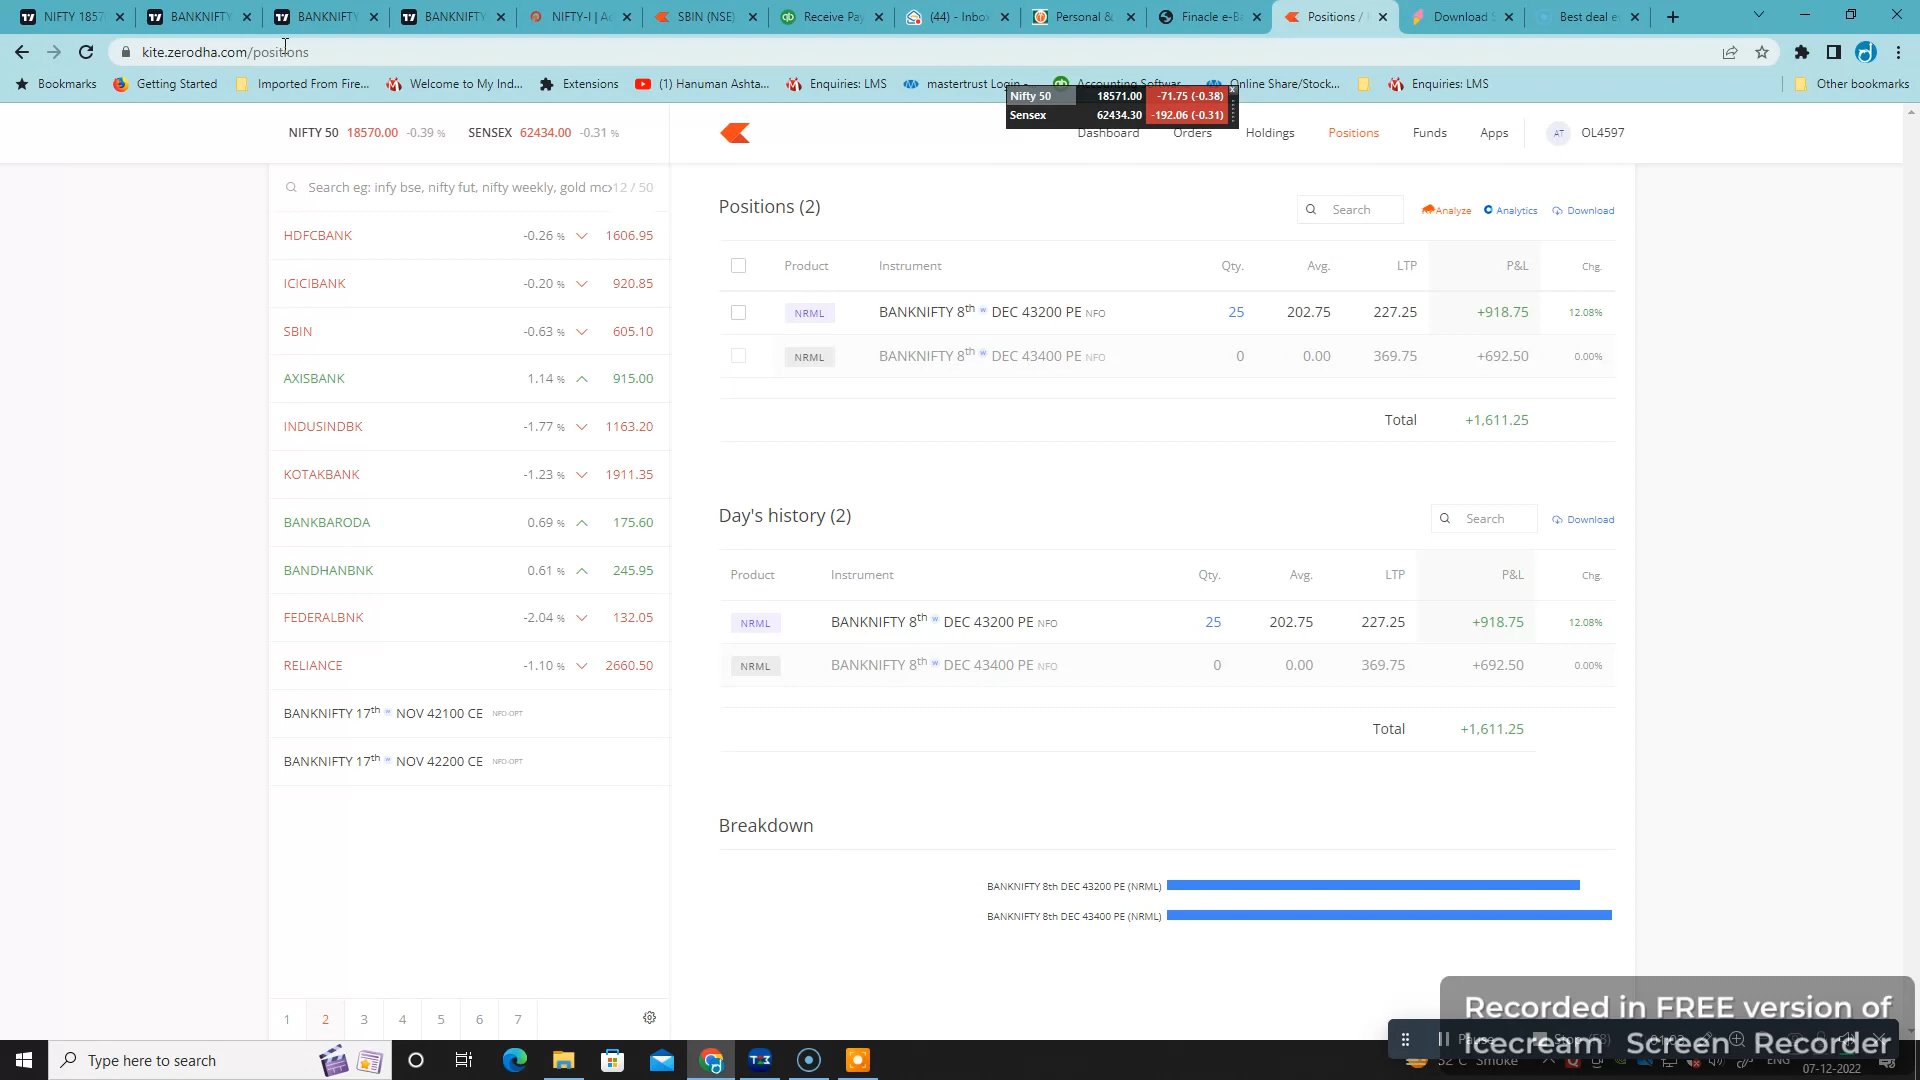 NIFTY 1857
BANKNIFTY
BANKNIFTY
BANKNIFTY
NIFTY-I | A
SBIN (NSE)
Receive Pay
(44) - Inbox
Personal &
Finacle e-B
Positions /
Download
Best deal e
kite.zerodha.com/positions
Bookmarks
Getting Started
Imported From Fire...
Welcome to My Ind...
Extensions
(1) Hanuman Ashta...
Enquiries: LMS
mastertrust Login
Accounting Softwar
Online Share/Stock...
Enquiries: LMS
Other bookmarks
Nifty 50 18571.00 -71.75 (-0.38)
Sensex 62434.30 -192.06 (-0.31)
NIFTY 50 18570.00 -0.39 %
SENSEX 62434.00 -0.31 %
Dashboard
Orders
Holdings
Positions
Funds
Apps
AT
OL4597
Search eg: infy bse, nifty fut, nifty weekly, gold mc 12 / 50
HDFCBANK -0.26 % 1606.95
ICICIBANK -0.20 % 920.85
SBIN -0.63 % 605.10
AXISBANK 1.14 % 915.00
INDUSINDBK -1.77 % 1163.20
KOTAKBANK -1.23 % 1911.35
BANKBARODA 0.69 % 175.60
BANDHANBNK 0.61 % 245.95
FEDERALBNK -2.04 % 132.05
RELIANCE -1.10 % 2660.50
BANKNIFTY 17th w NOV 42100 CE NFO-OPT
BANKNIFTY 17th w NOV 42200 CE NFO-OPT
1 2 3 4 5 6 7
Positions (2)
Search
Analyze
Analytics
Download
Product Instrument Qty. Avg. LTP P&L Chg.
NRML BANKNIFTY 8th w DEC 43200 PE NFO 25 202.75 227.25 +918.75 12.08%
NRML BANKNIFTY 8th w DEC 43400 PE NFO 0 0.00 369.75 +692.50 0.00%
Total +1,611.25
Day's history (2)
Search
Download
Product Instrument Qty. Avg. LTP P&L Chg.
NRML BANKNIFTY 8th w DEC 43200 PE NFO 25 202.75 227.25 +918.75 12.08%
NRML BANKNIFTY 8th w DEC 43400 PE NFO 0 0.00 369.75 +692.50 0.00%
Total +1,611.25
Breakdown
BANKNIFTY 8th DEC 43200 PE (NRML)
BANKNIFTY 8th DEC 43400 PE (NRML)
Recorded in FREE version of
Icecream Screen Recorder
Type here to search
32°C Smoke
ENG
07-12-2022